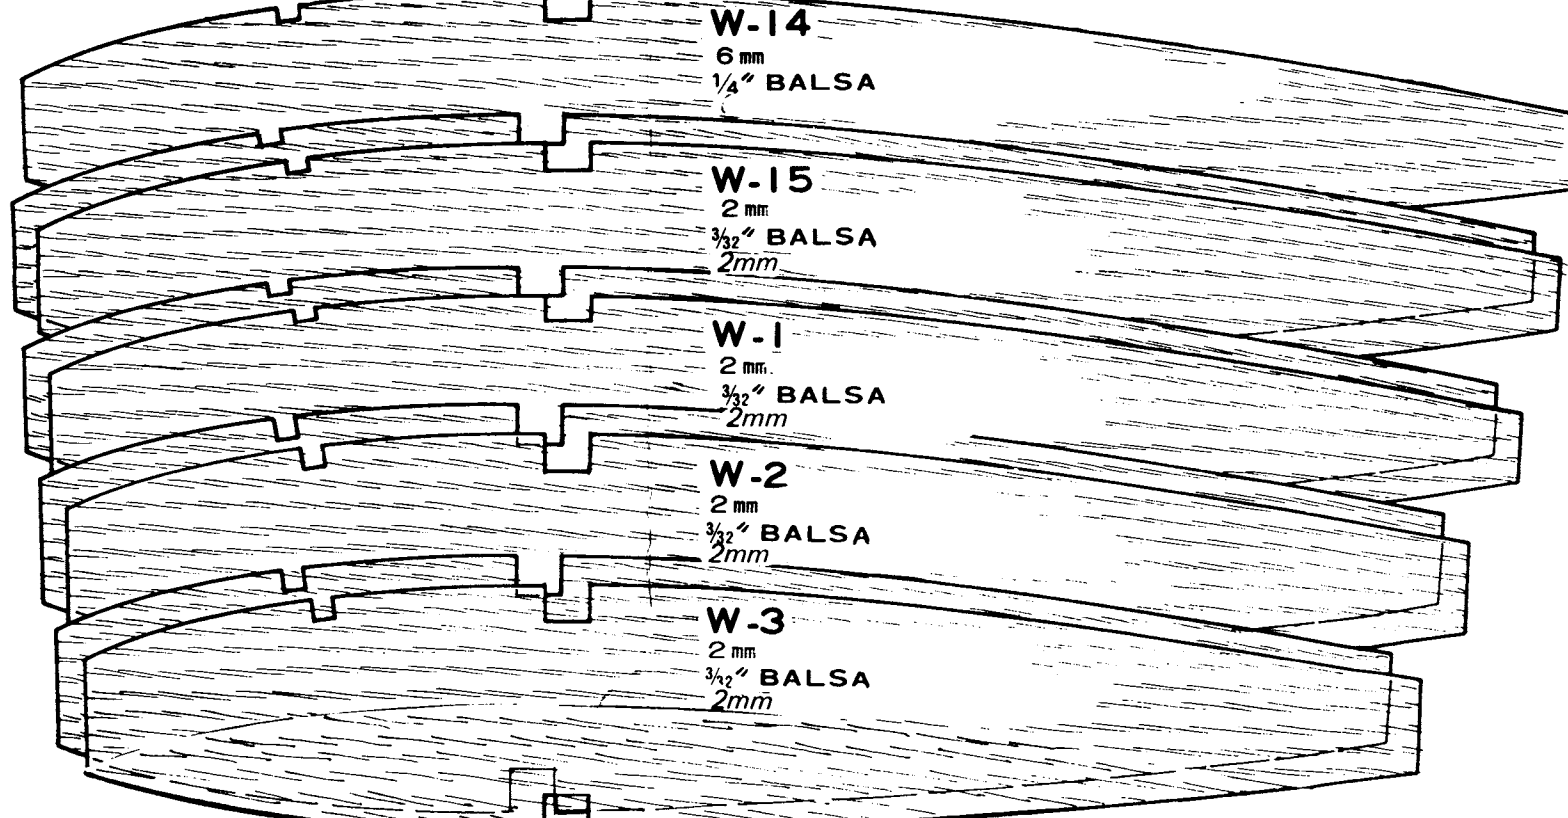 W-14
6 mm
1/4" BALSA
W-15
2 mm
3/32" BALSA
2mm
W-1
2 mm.
3/32" BALSA
2mm
W-2
2 mm
3/32" BALSA
2mm
W-3
2 mm
3/32" BALSA
2mm